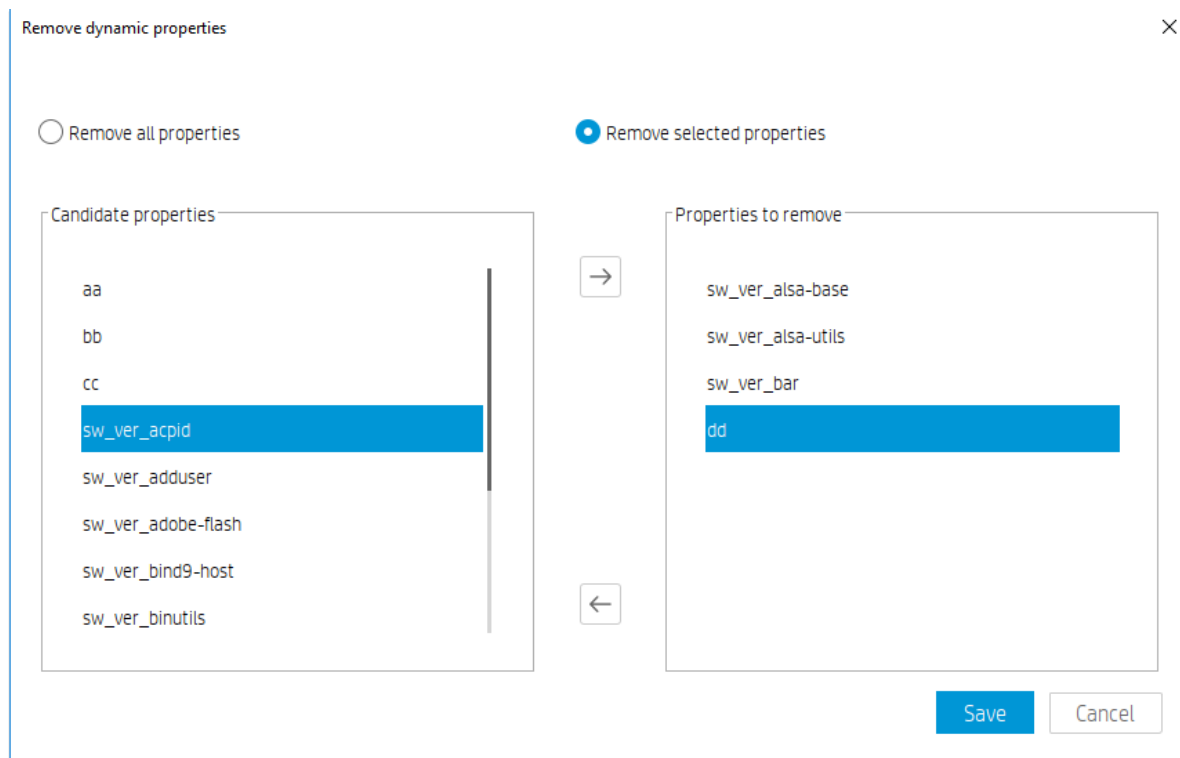 Remove dynamic properties
Remove all properties
Remove selected properties
Candidate properties
aa
bb
cc
sw_ver_acpid
sw_ver_adduser
sw_ver_adobe-flash
sw_ver_bind9-host
sw_ver_binutils
Properties to remove
sw_ver_alsa-base
sw_ver_alsa-utils
sw_ver_bar
dd
Save
Cancel